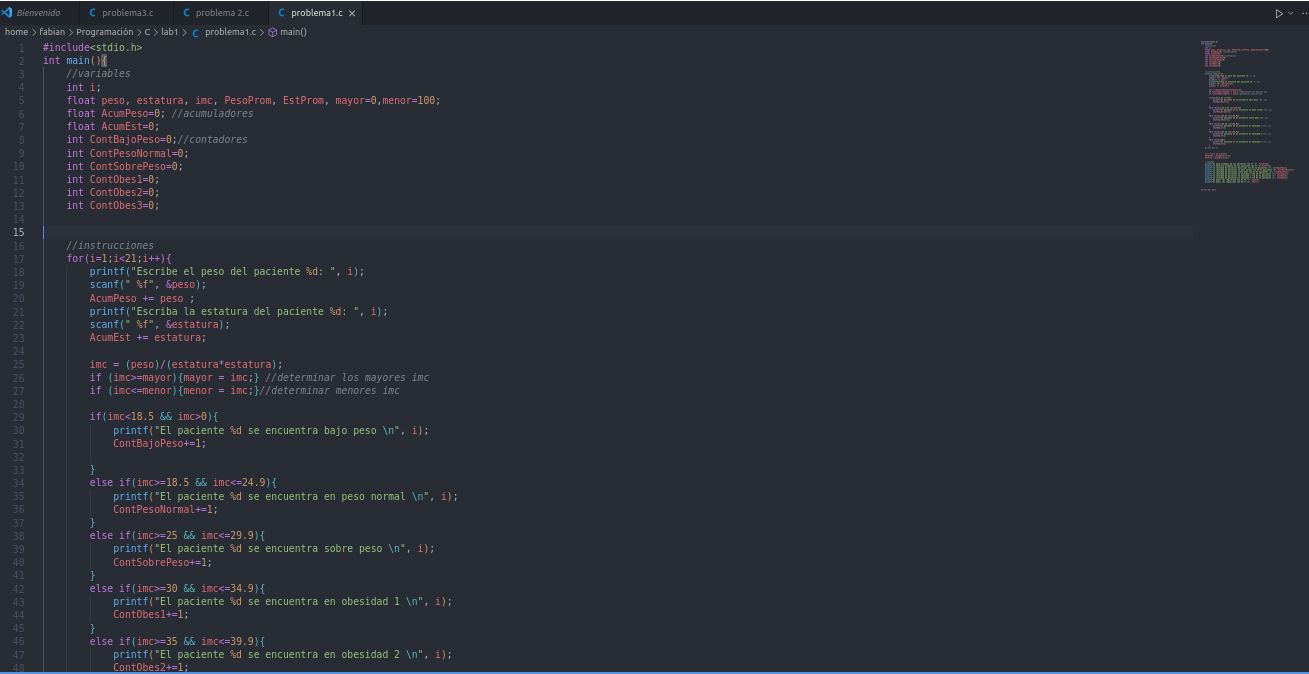 Bienvenido C problema3.c C problema 2.c C problema1.c ×
home > fabian > Programación > C > lab1 > C problema1.c > main()
1 #include<stdio.h>
2 int main(){
3 //variables
4 int i;
5 float peso, estatura, imc, PesoProm, EstProm, mayor=0,menor=100;
6 float AcumPeso=0; //acumuladores
7 float AcumEst=0;
8 int ContBajoPeso=0;//contadores
9 int ContPesoNormal=0;
10 int ContSobrePeso=0;
11 int ContObes1=0;
12 int ContObes2=0;
13 int ContObes3=0;
14
15
16 //instrucciones
17 for(i=1;i<21;i++){
18 printf("Escribe el peso del paciente %d: ", i);
19 scanf(" %f", &peso);
20 AcumPeso += peso ;
21 printf("Escriba la estatura del paciente %d: ", i);
22 scanf(" %f", &estatura);
23 AcumEst += estatura;
24
25 imc = (peso)/(estatura*estatura);
26 if (imc>=mayor){mayor = imc;} //determinar los mayores imc
27 if (imc<=menor){menor = imc;}//determinar menores imc
28
29 if(imc<18.5 && imc>0){
30 printf("El paciente %d se encuentra bajo peso \n", i);
31 ContBajoPeso+=1;
32
33 }
34 else if(imc>=18.5 && imc<=24.9){
35 printf("El paciente %d se encuentra en peso normal \n", i);
36 ContPesoNormal+=1;
37 }
38 else if(imc>=25 && imc<=29.9){
39 printf("El paciente %d se encuentra sobre peso \n", i);
40 ContSobrePeso+=1;
41 }
42 else if(imc>=30 && imc<=34.9){
43 printf("El paciente %d se encuentra en obesidad 1 \n", i);
44 ContObes1+=1;
45 }
46 else if(imc>=35 && imc<=39.9){
47 printf("El paciente %d se encuentra en obesidad 2 \n", i);
48 ContObes2+=1;